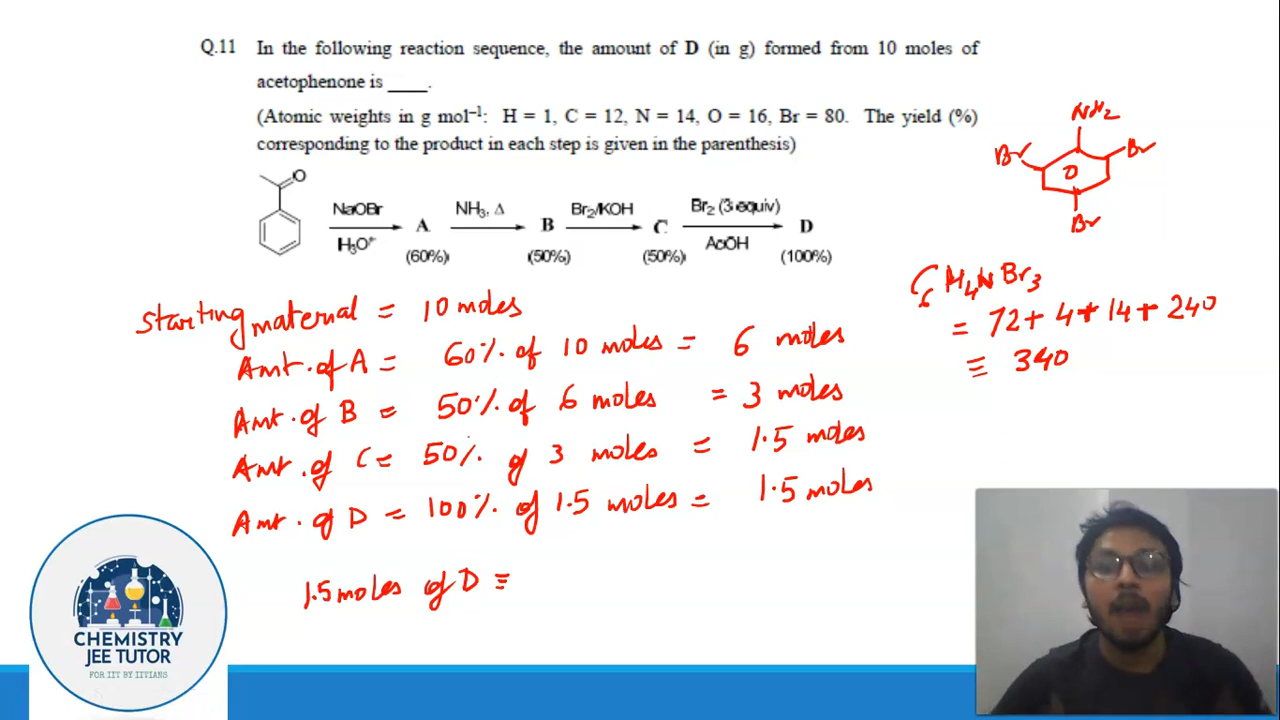 Q.11 In the following reaction sequence, the amount of D (in g) formed from 10 moles of
acetophenone is ____.
(Atomic weights in g mol⁻¹: H = 1, C = 12, N = 14, O = 16, Br = 80. The yield (%)
corresponding to the product in each step is given in the parenthesis)
O
NaOBr
H₃O⁺
A
(60%)
NH₃, Δ
B
(50%)
Br₂/KOH
C
(50%)
Br₂ (3 equiv)
AcOH
D
(100%)
NH₂
Br
Br
Br
C₆H₄NBr₃
= 72 + 4 + 14 + 240
≡ 340
Starting material = 10 moles
Amt. of A = 60% of 10 moles = 6 moles
Amt. of B = 50% of 6 moles = 3 moles
Amt. of C = 50% of 3 moles = 1.5 moles
Amt. of D = 100% of 1.5 moles = 1.5 moles
1.5 moles of D ≡
CHEMISTRY
JEE TUTOR
FOR IIT BY IITIANS